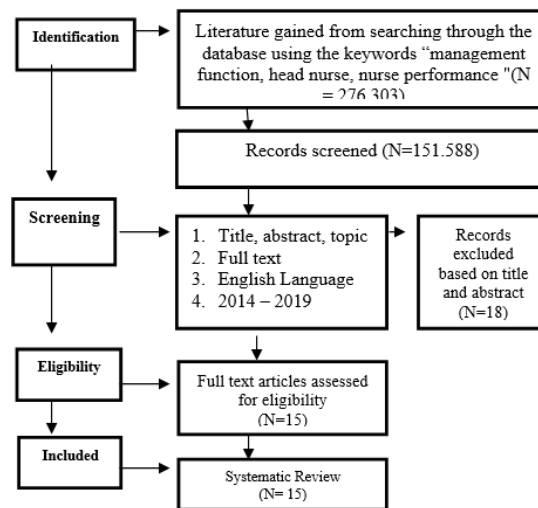 Identification
Literature gained from searching through the
database using the keywords “management
function, head nurse, nurse performance "(N
= 276.303)
Records screened (N=151.588)
Screening
1. Title, abstract, topic
2. Full text
3. English Language
4. 2014 – 2019
Records
excluded
based on title
and abstract
(N=18)
Eligibility
Full text articles assessed
for eligibility
(N=15)
Included
Systematic Review
(N= 15)